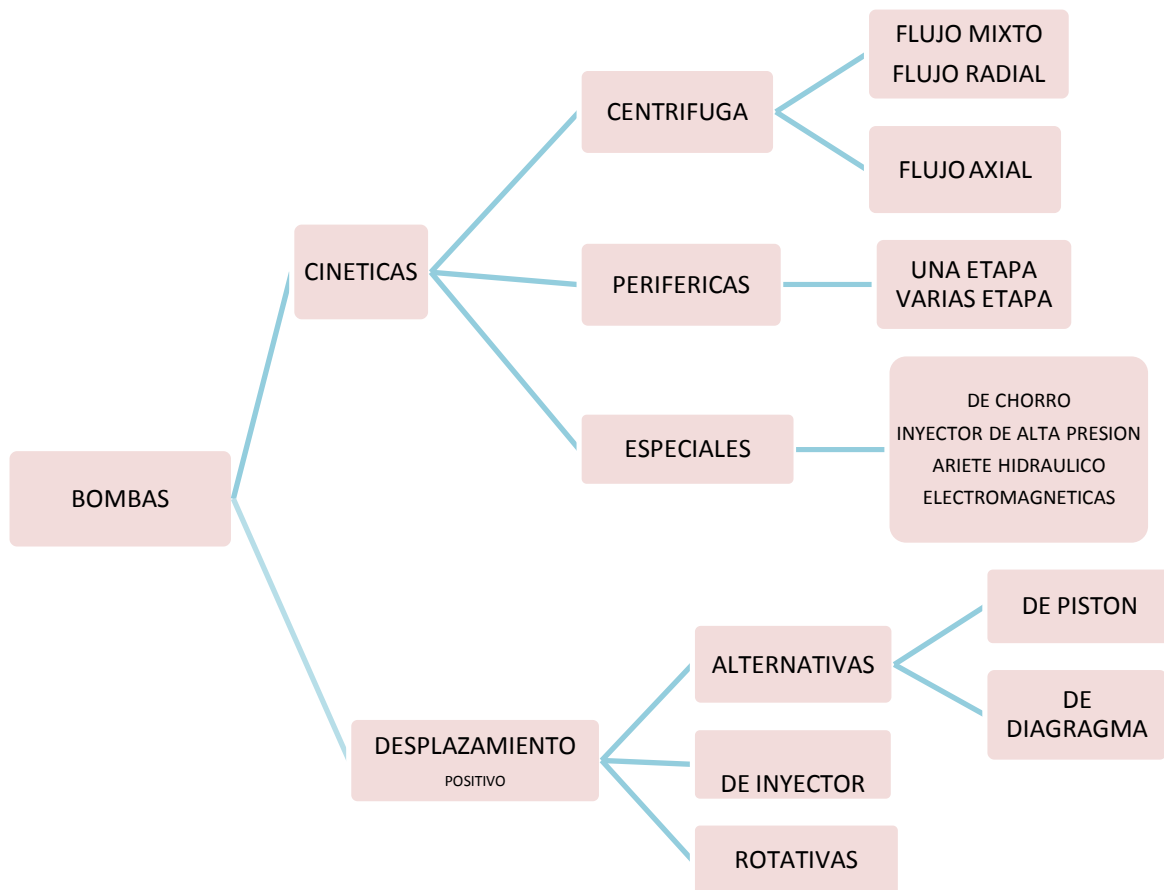 FLUJO MIXTO
FLUJO RADIAL
CENTRIFUGA
FLUJO AXIAL
CINETICAS
PERIFERICAS
UNA ETAPA
VARIAS ETAPA
ESPECIALES
DE CHORRO
INYECTOR DE ALTA PRESION
ARIETE HIDRAULICO
ELECTROMAGNETICAS
BOMBAS
DESPLAZAMIENTO
POSITIVO
ALTERNATIVAS
DE PISTON
DE
DIAGRAGMA
DE INYECTOR
ROTATIVAS